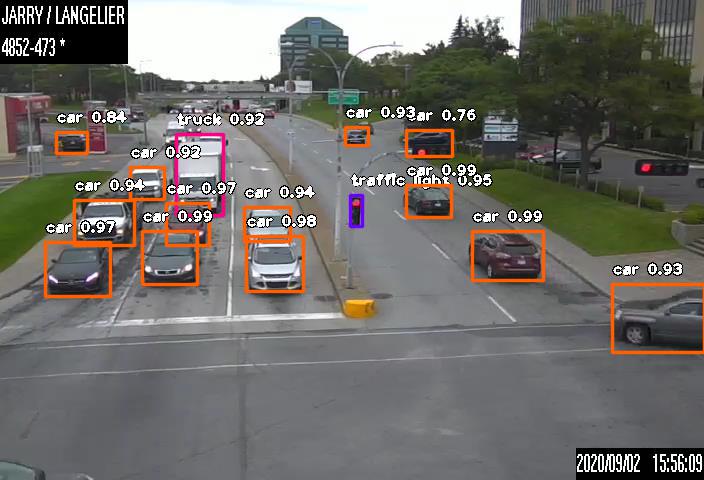 JARRY / LANGELIER
4852-473 *
car 0.84
truck 0.92
car 0.93
car 0.76
car 0.92
car 0.99
car 0.94
car 0.97
car 0.94
traffic light 0.95
car 0.97
car 0.99
car 0.98
car 0.99
car 0.93
2020/09/02 15:56:09